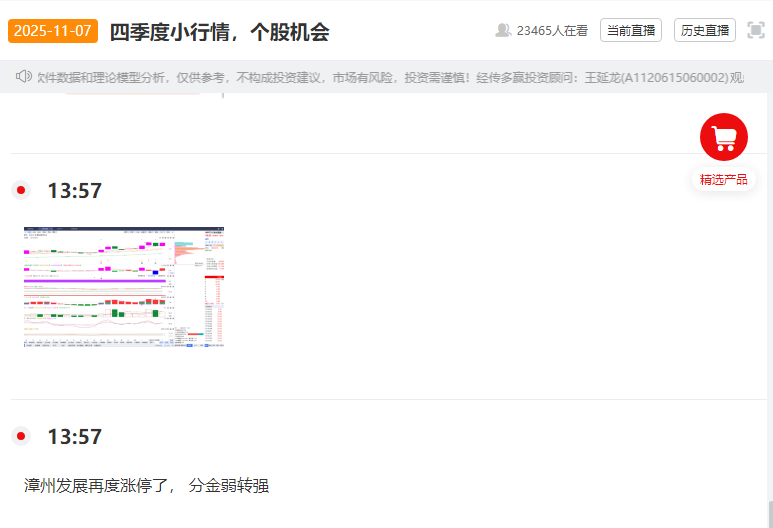 2025-11-07 四季度小行情，个股机会 23465人在看 当前直播 历史直播
软件数据和理论模型分析，仅供参考，不构成投资建议，市场有风险，投资需谨慎！经传多赢投资顾问：王延龙(A1120615060002)观
精选产品
13:57
13:57
漳州发展再度涨停了， 分金弱转强